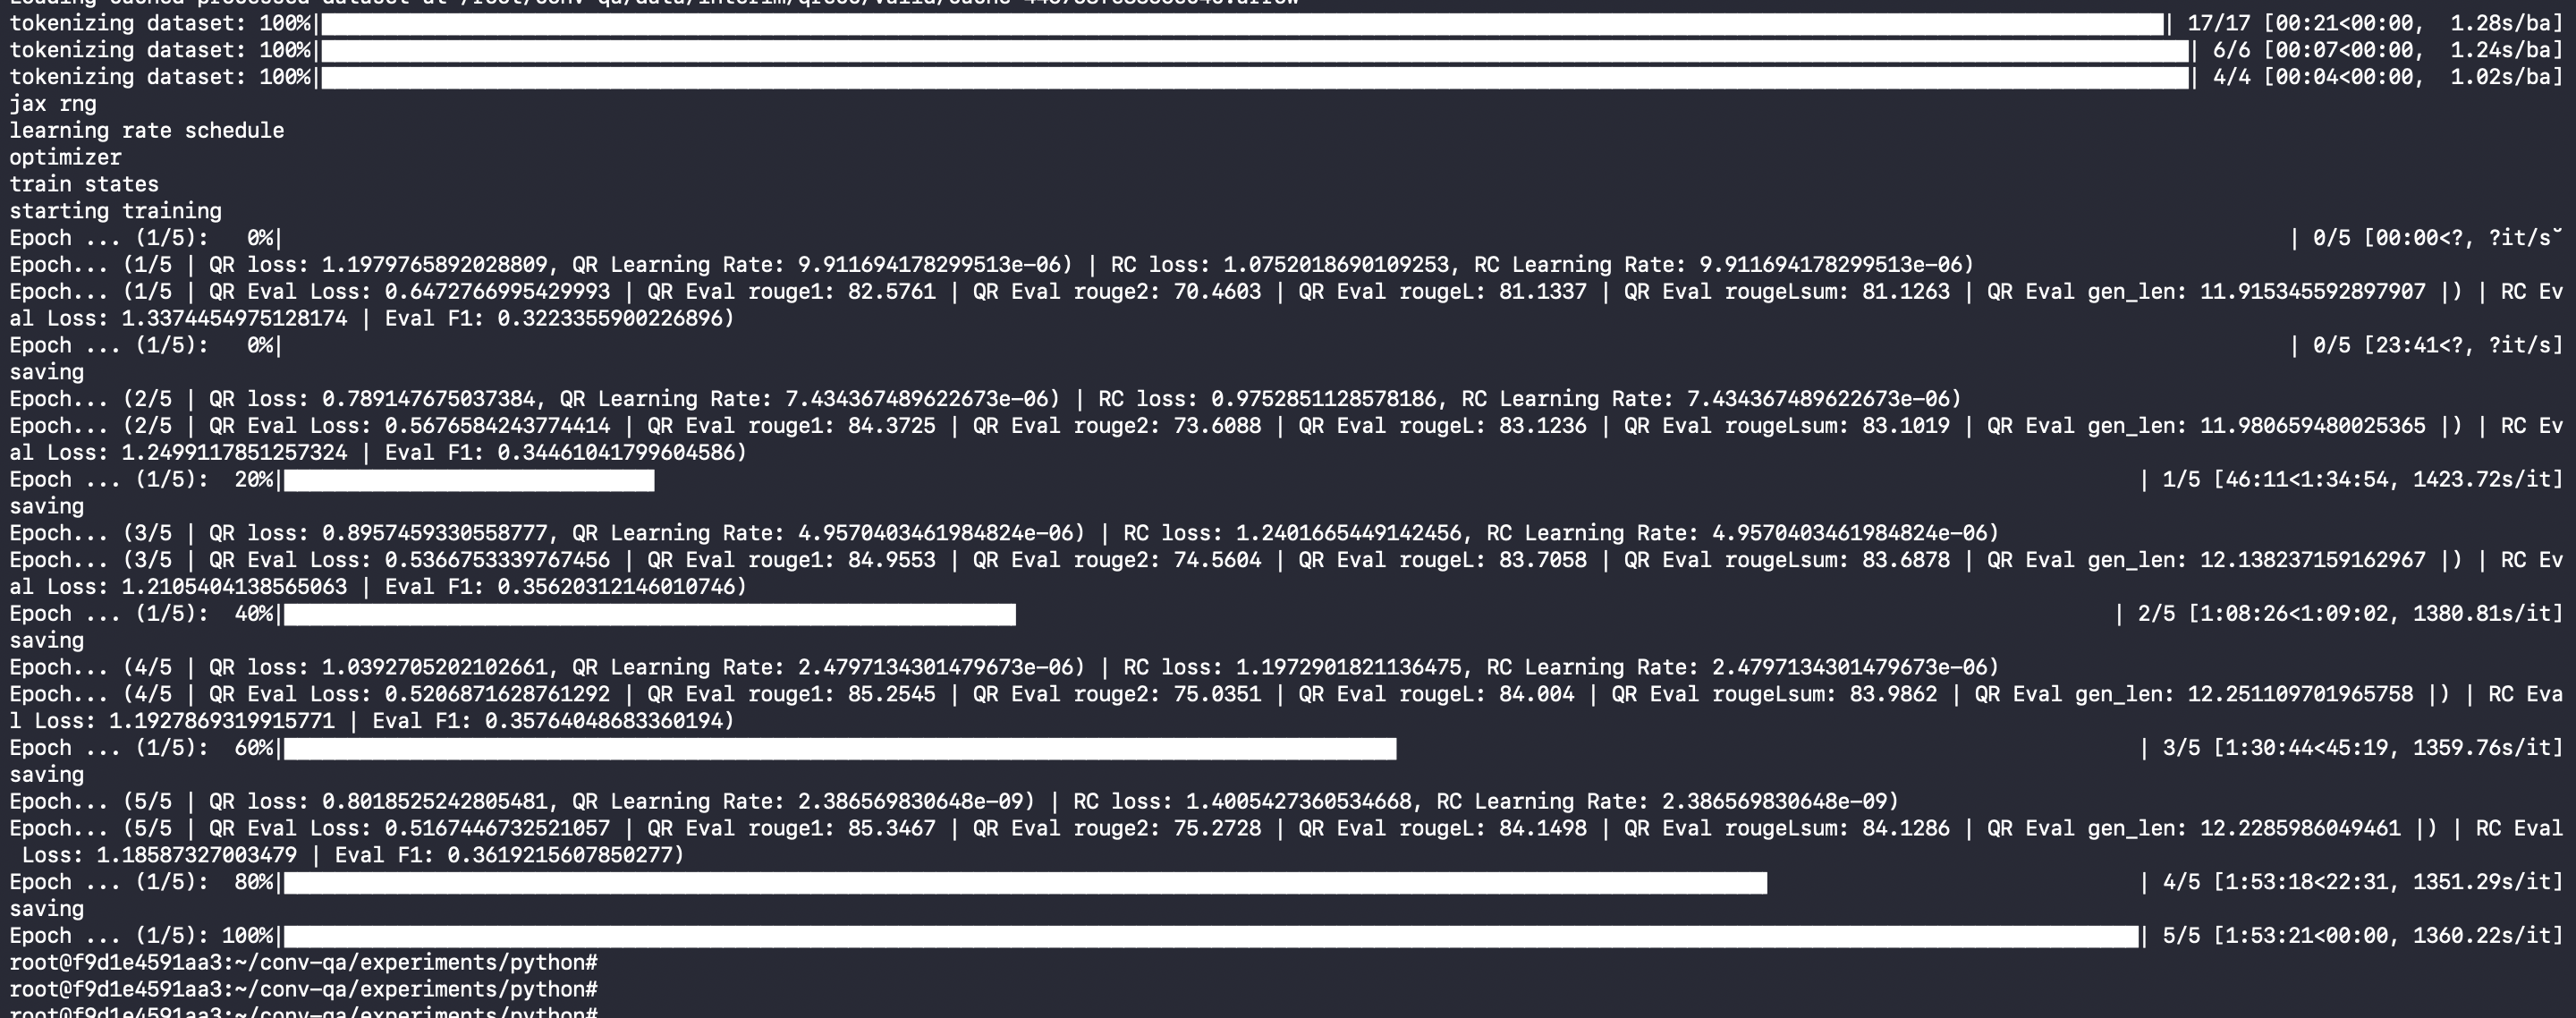 tokenizing dataset: 100%| | 17/17 [00:21<00:00,  1.28s/ba]
tokenizing dataset: 100%| | 6/6 [00:07<00:00,  1.24s/ba]
tokenizing dataset: 100%| | 4/4 [00:04<00:00,  1.02s/ba]
jax rng
learning rate schedule
optimizer
train states
starting training
Epoch ... (1/5):   0%| | 0/5 [00:00<?, ?it/s˘
Epoch... (1/5 | QR loss: 1.1979765892028809, QR Learning Rate: 9.911694178299513e-06) | RC loss: 1.0752018690109253, RC Learning Rate: 9.911694178299513e-06)
Epoch... (1/5 | QR Eval Loss: 0.6472766995429993 | QR Eval rouge1: 82.5761 | QR Eval rouge2: 70.4603 | QR Eval rougeL: 81.1337 | QR Eval rougeLsum: 81.1263 | QR Eval gen_len: 11.915345592897907 |) | RC Ev
al Loss: 1.3374454975128174 | Eval F1: 0.3223355900226896)
Epoch ... (1/5):   0%| | 0/5 [23:41<?, ?it/s]
saving
Epoch... (2/5 | QR loss: 0.789147675037384, QR Learning Rate: 7.434367489622673e-06) | RC loss: 0.9752851128578186, RC Learning Rate: 7.434367489622673e-06)
Epoch... (2/5 | QR Eval Loss: 0.5676584243774414 | QR Eval rouge1: 84.3725 | QR Eval rouge2: 73.6088 | QR Eval rougeL: 83.1236 | QR Eval rougeLsum: 83.1019 | QR Eval gen_len: 11.980659480025365 |) | RC Ev
al Loss: 1.2499117851257324 | Eval F1: 0.34461041799604586)
Epoch ... (1/5):  20%| | 1/5 [46:11<1:34:54, 1423.72s/it]
saving
Epoch... (3/5 | QR loss: 0.8957459330558777, QR Learning Rate: 4.9570403461984824e-06) | RC loss: 1.2401665449142456, RC Learning Rate: 4.9570403461984824e-06)
Epoch... (3/5 | QR Eval Loss: 0.5366753339767456 | QR Eval rouge1: 84.9553 | QR Eval rouge2: 74.5604 | QR Eval rougeL: 83.7058 | QR Eval rougeLsum: 83.6878 | QR Eval gen_len: 12.138237159162967 |) | RC Ev
al Loss: 1.2105404138565063 | Eval F1: 0.35620312146010746)
Epoch ... (1/5):  40%| | 2/5 [1:08:26<1:09:02, 1380.81s/it]
saving
Epoch... (4/5 | QR loss: 1.0392705202102661, QR Learning Rate: 2.4797134301479673e-06) | RC loss: 1.1972901821136475, RC Learning Rate: 2.4797134301479673e-06)
Epoch... (4/5 | QR Eval Loss: 0.5206871628761292 | QR Eval rouge1: 85.2545 | QR Eval rouge2: 75.0351 | QR Eval rougeL: 84.004 | QR Eval rougeLsum: 83.9862 | QR Eval gen_len: 12.251109701965758 |) | RC Eva
l Loss: 1.1927869319915771 | Eval F1: 0.35764048683360194)
Epoch ... (1/5):  60%| | 3/5 [1:30:44<45:19, 1359.76s/it]
saving
Epoch... (5/5 | QR loss: 0.8018525242805481, QR Learning Rate: 2.386569830648e-09) | RC loss: 1.4005427360534668, RC Learning Rate: 2.386569830648e-09)
Epoch... (5/5 | QR Eval Loss: 0.5167446732521057 | QR Eval rouge1: 85.3467 | QR Eval rouge2: 75.2728 | QR Eval rougeL: 84.1498 | QR Eval rougeLsum: 84.1286 | QR Eval gen_len: 12.2285986049461 |) | RC Eval
 Loss: 1.18587327003479 | Eval F1: 0.3619215607850277)
Epoch ... (1/5):  80%| | 4/5 [1:53:18<22:31, 1351.29s/it]
saving
Epoch ... (1/5): 100%| | 5/5 [1:53:21<00:00, 1360.22s/it]
root@f9d1e4591aa3:~/conv-qa/experiments/python#
root@f9d1e4591aa3:~/conv-qa/experiments/python#
root@f9d1e4591aa3:~/conv-qa/experiments/python#